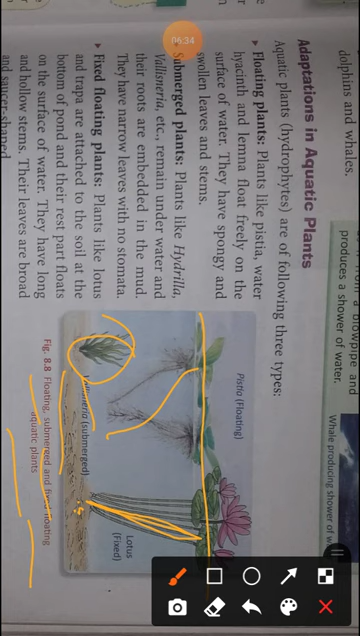 dolphins and whales.
Adaptations in Aquatic Plants
Aquatic plants (hydrophytes) are of following three types:
Floating plants: Plants like pistia, water
hyacinth and lemna float freely on the
surface of water. They have spongy and
swollen leaves and stems.
Submerged plants: Plants like Hydrilla,
Vallisneria, etc., remain under water and
their roots are embedded in the mud.
They have narrow leaves with no stomata.
Fixed floating plants: Plants like lotus
and trapa are attached to the soil at the
bottom of pond and their rest part floats
on the surface of water. They have long
and hollow stems. Their leaves are broad
and saucer-shaped
blowpipe and
produces a shower of water.
Whale producing shower of
Pistia (Floating)
(submerged)
Lotus
(Fixed)
Fig. 8.8 Floating, submerged and fixed floating
aquatic plants
06:34